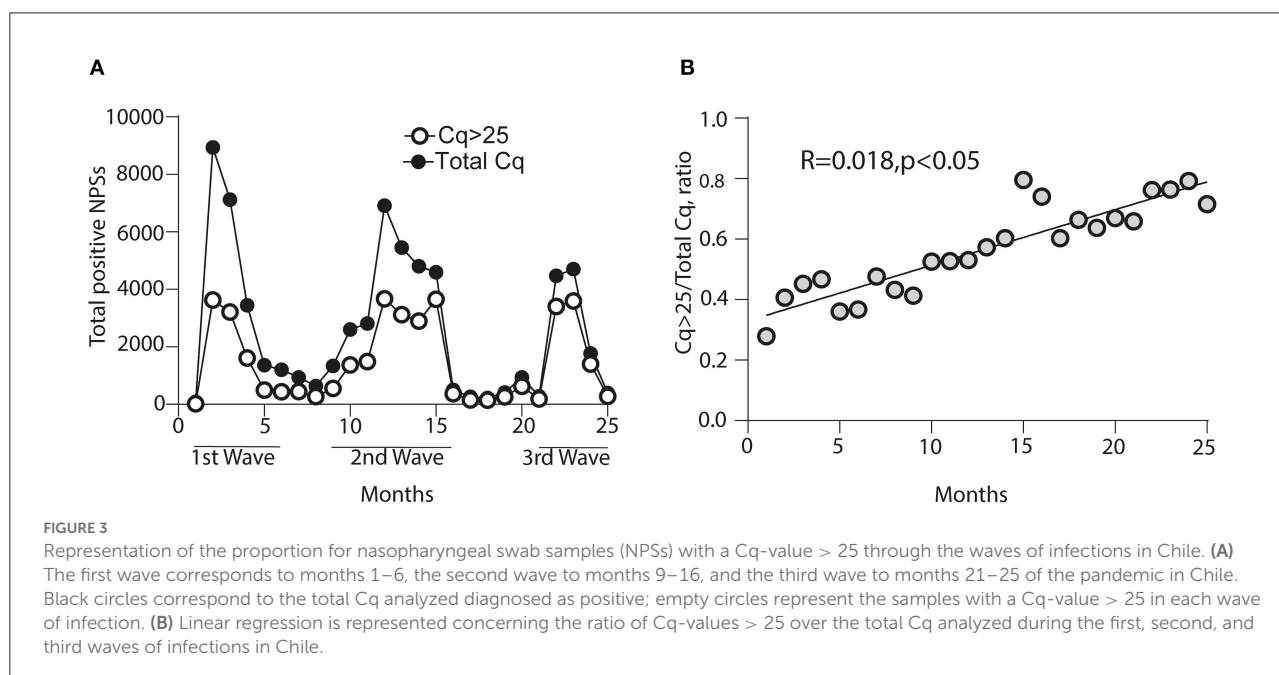 A
B
10000
8000
6000
4000
2000
0
Total positive NPSs
Cq>25
Total Cq
0 5 10 15 20 25
1st Wave 2nd Wave 3rd Wave
Months
1.0
0.8
0.6
0.4
0.2
0.0
Cq>25/Total Cq, ratio
R=0.018,p<0.05
0 5 10 15 20 25
Months
FIGURE 3
Representation of the proportion for nasopharyngeal swab samples (NPSs) with a Cq-value > 25 through the waves of infections in Chile. (A)
The first wave corresponds to months 1–6, the second wave to months 9–16, and the third wave to months 21–25 of the pandemic in Chile.
Black circles correspond to the total Cq analyzed diagnosed as positive; empty circles represent the samples with a Cq-value > 25 in each wave
of infection. (B) Linear regression is represented concerning the ratio of Cq-values > 25 over the total Cq analyzed during the first, second, and
third waves of infections in Chile.